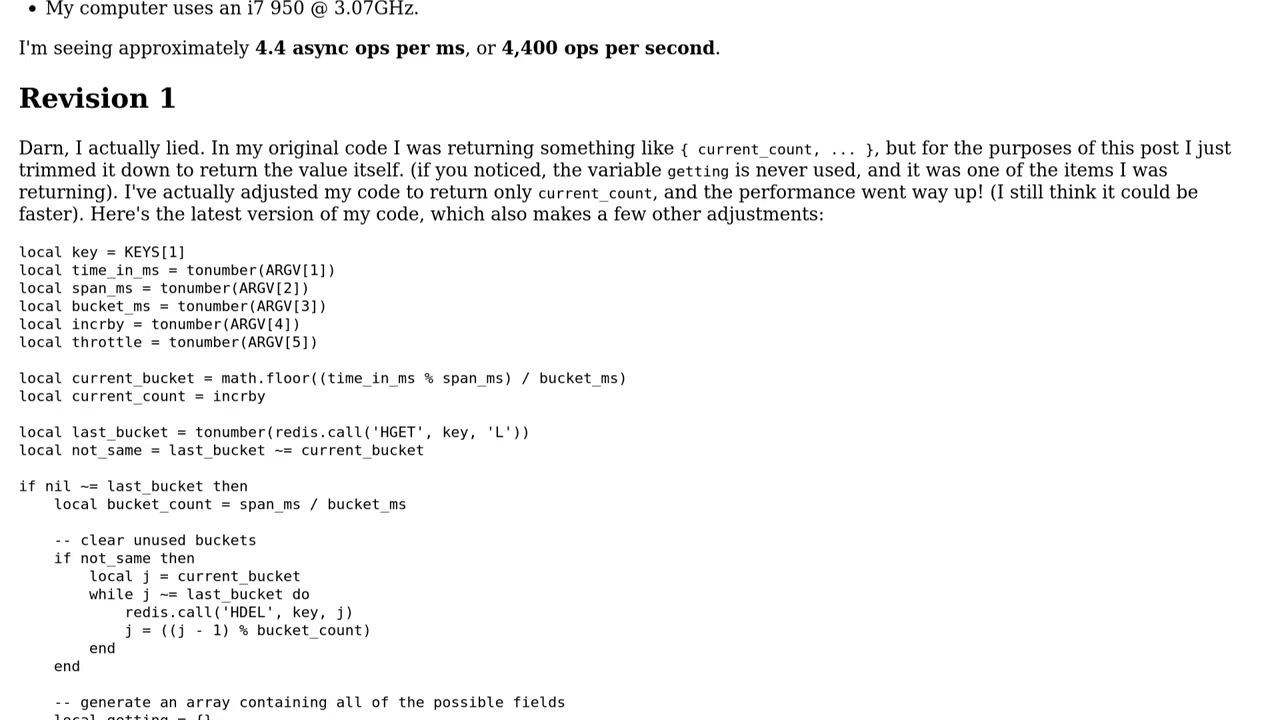 • My computer uses an i7 950 @ 3.07GHz.
I'm seeing approximately 4.4 async ops per ms, or 4,400 ops per second.
Revision 1
Darn, I actually lied. In my original code I was returning something like { current_count, ... }, but for the purposes of this post I just
trimmed it down to return the value itself. (if you noticed, the variable getting is never used, and it was one of the items I was
returning). I've actually adjusted my code to return only current_count, and the performance went way up! (I still think it could be
faster). Here's the latest version of my code, which also makes a few other adjustments:
local key = KEYS[1]
local time_in_ms = tonumber(ARGV[1])
local span_ms = tonumber(ARGV[2])
local bucket_ms = tonumber(ARGV[3])
local incrby = tonumber(ARGV[4])
local throttle = tonumber(ARGV[5])
local current_bucket = math.floor((time_in_ms % span_ms) / bucket_ms)
local current_count = incrby
local last_bucket = tonumber(redis.call('HGET', key, 'L'))
local not_same = last_bucket ~= current_bucket
if nil ~= last_bucket then
    local bucket_count = span_ms / bucket_ms
    -- clear unused buckets
    if not_same then
        local j = current_bucket
        while j ~= last_bucket do
            redis.call('HDEL', key, j)
            j = ((j - 1) % bucket_count)
        end
    end
    -- generate an array containing all of the possible fields
    local getting = {}